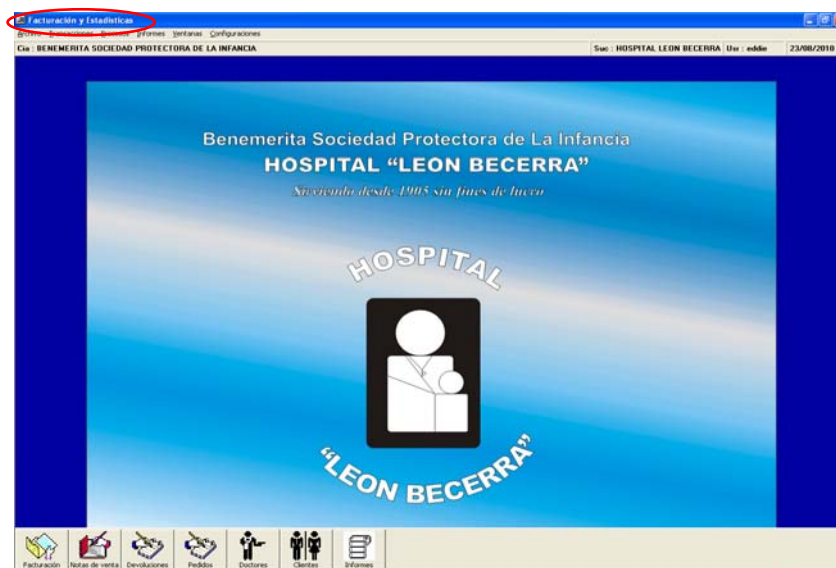 Facturación y Estadísticas
Archivo Transacciones Procesos Informes Ventanas Configuraciones
Cia : BENEMERITA SOCIEDAD PROTECTORA DE LA INFANCIA Suc : HOSPITAL LEON BECERRA Usr : eddie 23/08/2010
Benemerita Sociedad Protectora de La Infancia
HOSPITAL “LEON BECERRA”
Sirviendo desde 1905 sin fines de lucro
HOSPITAL
“LEON BECERRA”
Facturación Notas de venta Devoluciones Pedidos Doctores Clientes Informes